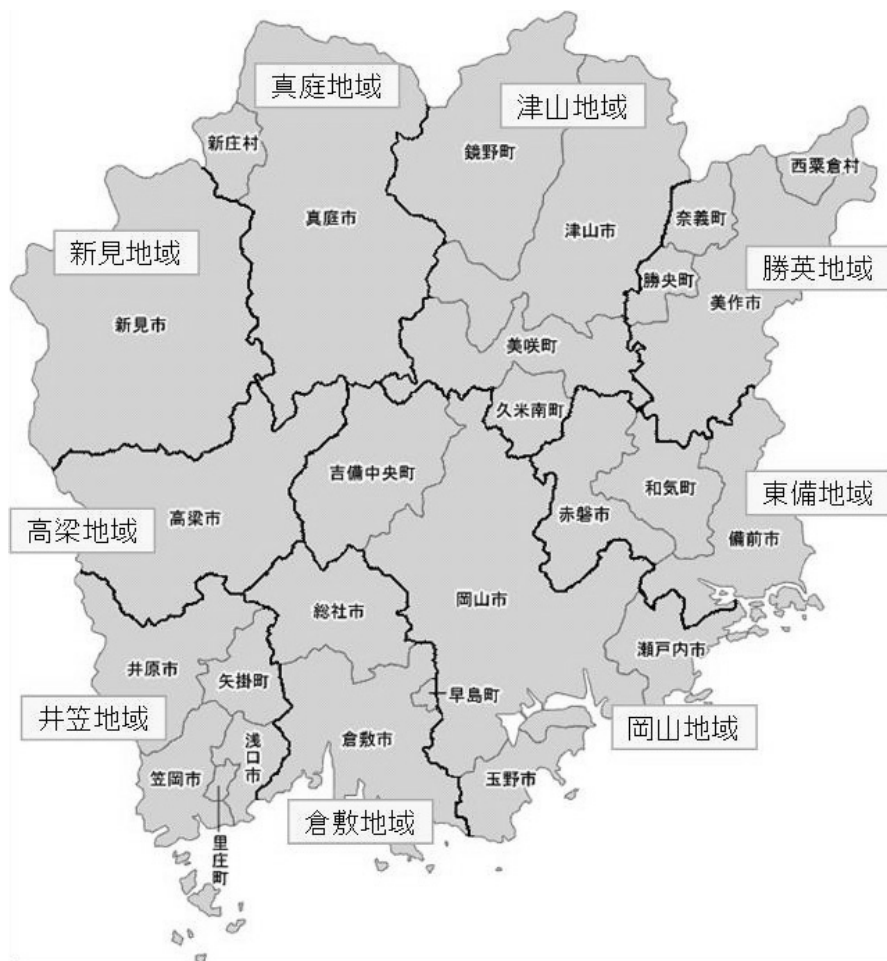 真庭地域
津山地域
新庄村
鏡野町
西粟倉村
奈義町
真庭市
津山市
新見地域
勝央町
勝英地域
美作市
新見市
美咲町
久米南町
吉備中央町
和気町
東備地域
高梁市
赤磐市
高梁地域
備前市
岡山市
総社市
瀬戸内市
井原市
矢掛町
早島町
井笠地域
岡山地域
浅口市
倉敷市
笠岡市
玉野市
倉敷地域
里庄町